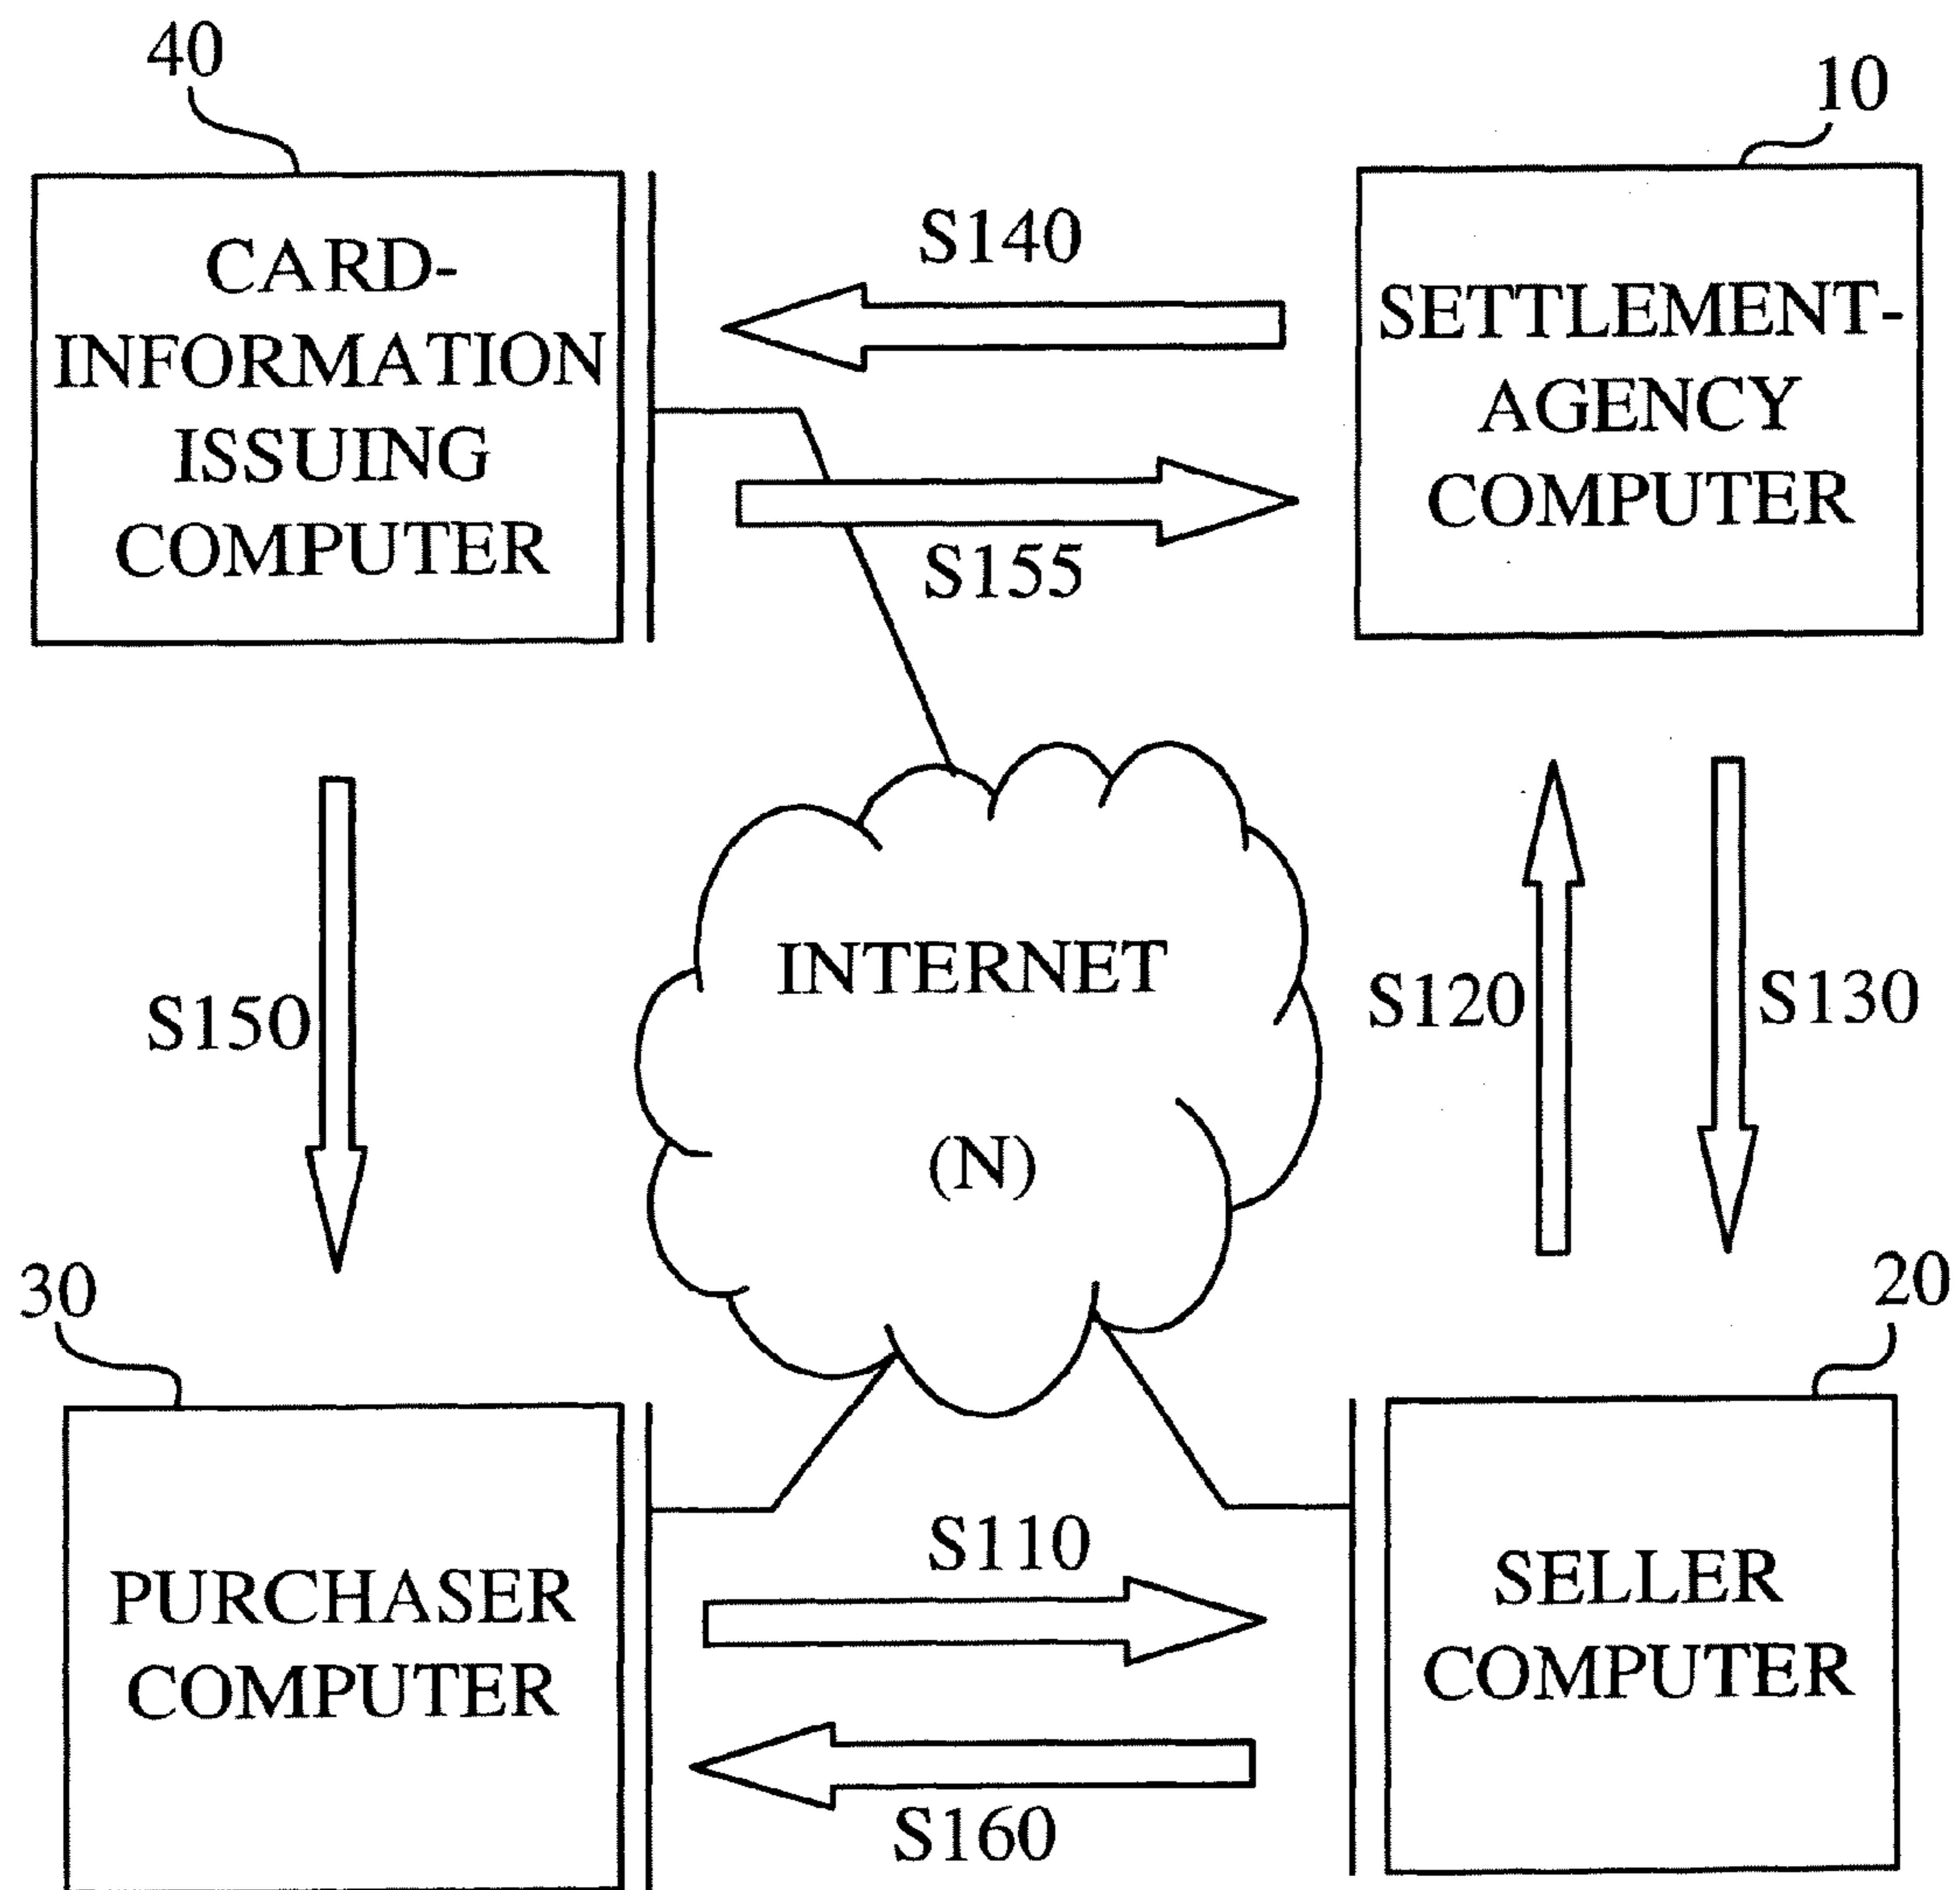 40
10
CARD-
INFORMATION
ISSUING
COMPUTER
S140
S155
SETTLEMENT-
AGENCY
COMPUTER
S150
INTERNET
(N)
S120
S130
30
20
PURCHASER
COMPUTER
S110
S160
SELLER
COMPUTER